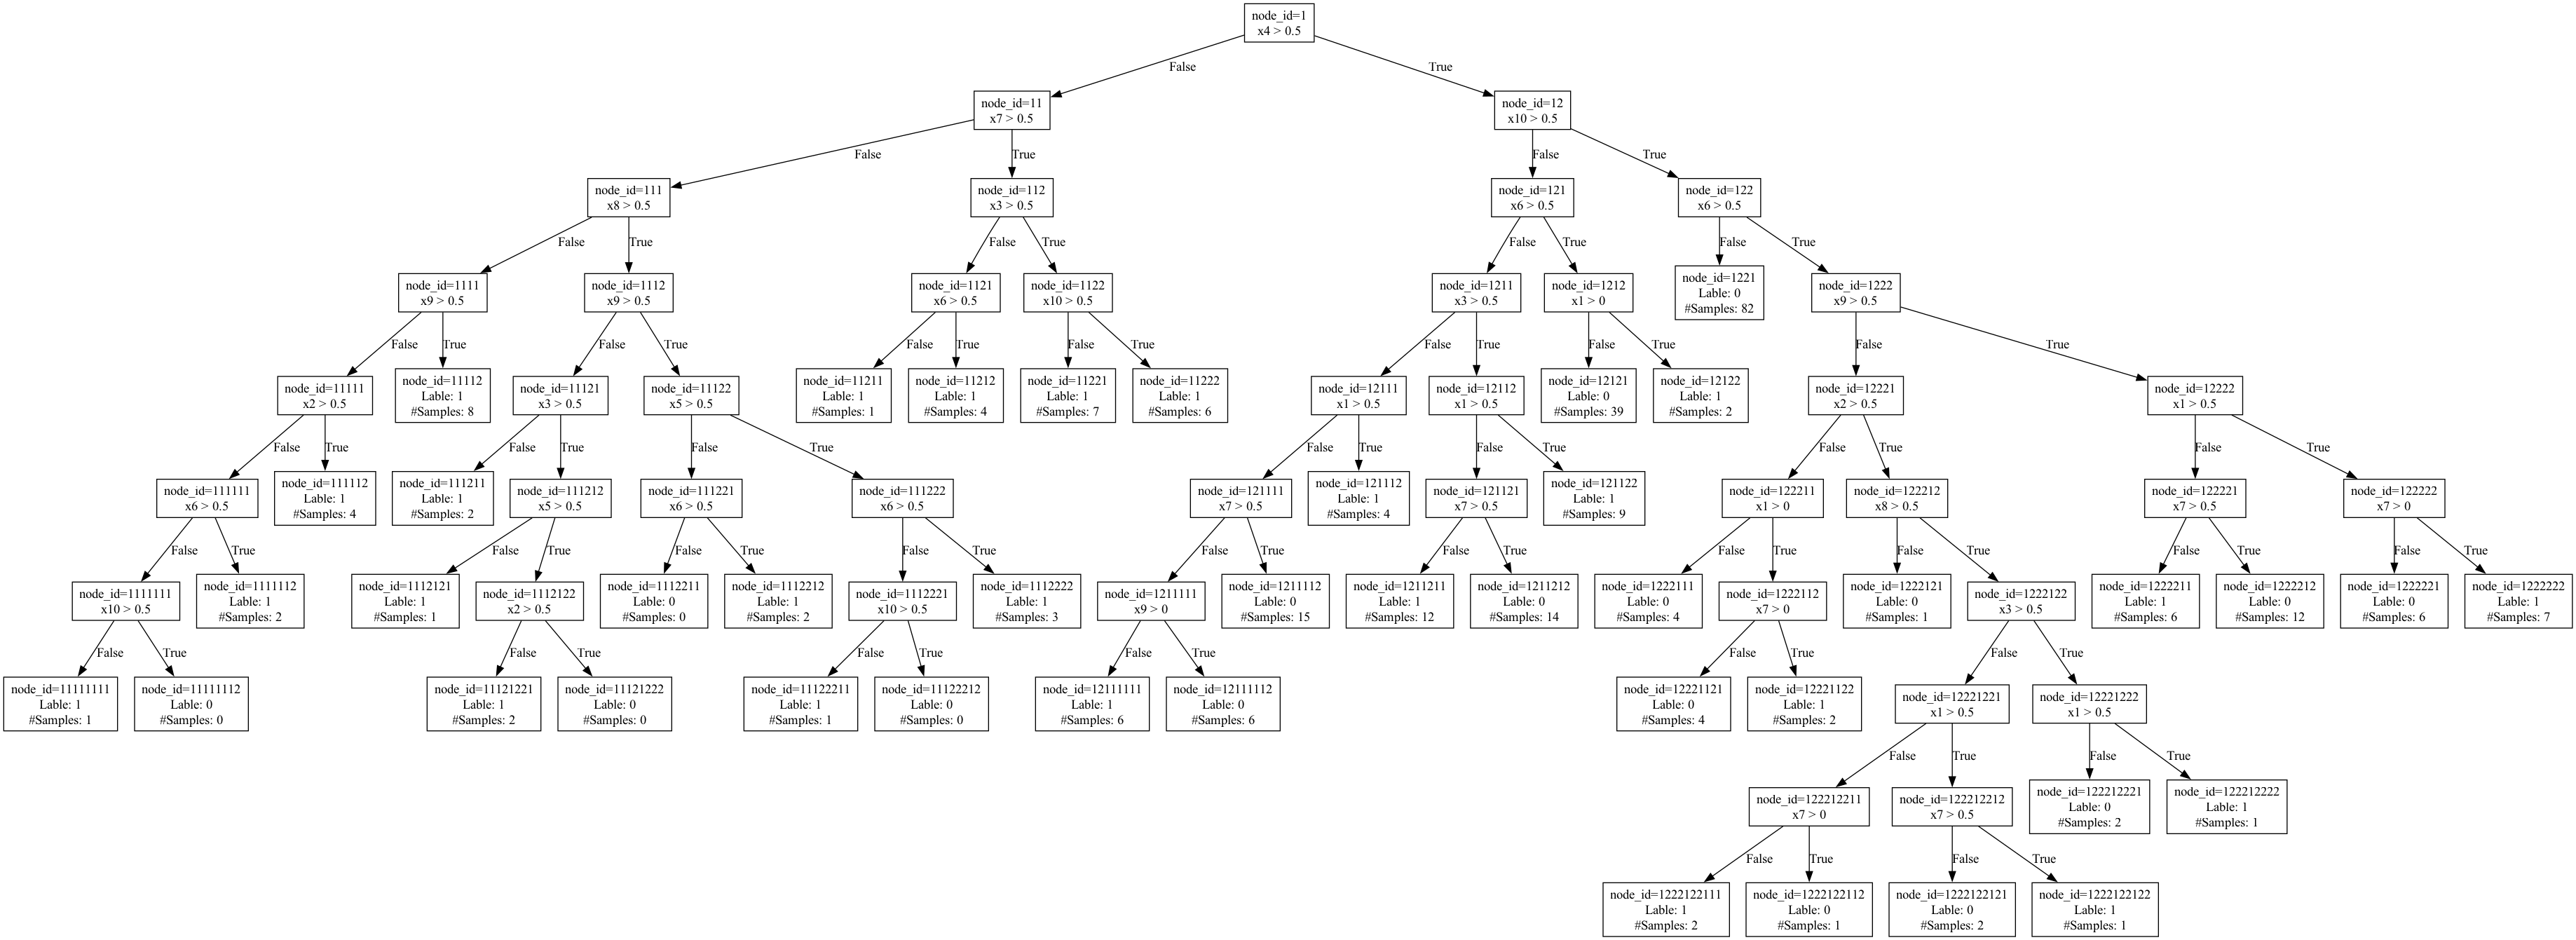 node_id=1
x4 > 0.5
False
True
node_id=11
x7 > 0.5
node_id=12
x10 > 0.5
False
True
False
True
node_id=111
x8 > 0.5
node_id=112
x3 > 0.5
node_id=121
x6 > 0.5
node_id=122
x6 > 0.5
False
True
False
True
False
True
False
True
node_id=1111
x9 > 0.5
node_id=1112
x9 > 0.5
node_id=1121
x6 > 0.5
node_id=1122
x10 > 0.5
node_id=1211
x3 > 0.5
node_id=1212
x1 > 0
node_id=1221
Lable: 0
#Samples: 82
node_id=1222
x9 > 0.5
False
True
False
True
False
True
False
True
False
True
False
True
False
True
node_id=11111
x2 > 0.5
node_id=11112
Lable: 1
#Samples: 8
node_id=11121
x3 > 0.5
node_id=11122
x5 > 0.5
node_id=11211
Lable: 1
#Samples: 1
node_id=11212
Lable: 1
#Samples: 4
node_id=11221
Lable: 1
#Samples: 7
node_id=11222
Lable: 1
#Samples: 6
node_id=12111
x1 > 0.5
node_id=12112
x1 > 0.5
node_id=12121
Lable: 0
#Samples: 39
node_id=12122
Lable: 1
#Samples: 2
node_id=12221
x2 > 0.5
node_id=12222
x1 > 0.5
False
True
False
True
False
True
False
True
False
True
False
True
False
True
node_id=111111
x6 > 0.5
node_id=111112
Lable: 1
#Samples: 4
node_id=111211
Lable: 1
#Samples: 2
node_id=111212
x5 > 0.5
node_id=111221
x6 > 0.5
node_id=111222
x6 > 0.5
node_id=121111
x7 > 0.5
node_id=121112
Lable: 1
#Samples: 4
node_id=121121
x7 > 0.5
node_id=121122
Lable: 1
#Samples: 9
node_id=122211
x1 > 0
node_id=122212
x8 > 0.5
node_id=122221
x7 > 0.5
node_id=122222
x7 > 0
False
True
False
True
False
True
False
True
False
True
False
True
False
True
False
True
False
True
False
True
node_id=1111111
x10 > 0.5
node_id=1111112
Lable: 1
#Samples: 2
node_id=1112121
Lable: 1
#Samples: 1
node_id=1112122
x2 > 0.5
node_id=1112211
Lable: 0
#Samples: 0
node_id=1112212
Lable: 1
#Samples: 2
node_id=1112221
x10 > 0.5
node_id=1112222
Lable: 1
#Samples: 3
node_id=1211111
x9 > 0
node_id=1211112
Lable: 0
#Samples: 15
node_id=1211211
Lable: 1
#Samples: 12
node_id=1211212
Lable: 0
#Samples: 14
node_id=1222111
Lable: 0
#Samples: 4
node_id=1222112
x7 > 0
node_id=1222121
Lable: 0
#Samples: 1
node_id=1222122
x3 > 0.5
node_id=1222211
Lable: 1
#Samples: 6
node_id=1222212
Lable: 0
#Samples: 12
node_id=1222221
Lable: 0
#Samples: 6
node_id=1222222
Lable: 1
#Samples: 7
False
True
False
True
False
True
False
True
False
True
False
True
node_id=11111111
Lable: 1
#Samples: 1
node_id=11111112
Lable: 0
#Samples: 0
node_id=11121221
Lable: 1
#Samples: 2
node_id=11121222
Lable: 0
#Samples: 0
node_id=11122211
Lable: 1
#Samples: 1
node_id=11122212
Lable: 0
#Samples: 0
node_id=12111111
Lable: 1
#Samples: 6
node_id=12111112
Lable: 0
#Samples: 6
node_id=12221121
Lable: 0
#Samples: 4
node_id=12221122
Lable: 1
#Samples: 2
node_id=12221221
x1 > 0.5
node_id=12221222
x1 > 0.5
False
True
False
True
node_id=122212211
x7 > 0
node_id=122212212
x7 > 0.5
node_id=122212221
Lable: 0
#Samples: 2
node_id=122212222
Lable: 1
#Samples: 1
False
True
False
True
node_id=1222122111
Lable: 1
#Samples: 2
node_id=1222122112
Lable: 0
#Samples: 1
node_id=1222122121
Lable: 0
#Samples: 2
node_id=1222122122
Lable: 1
#Samples: 1